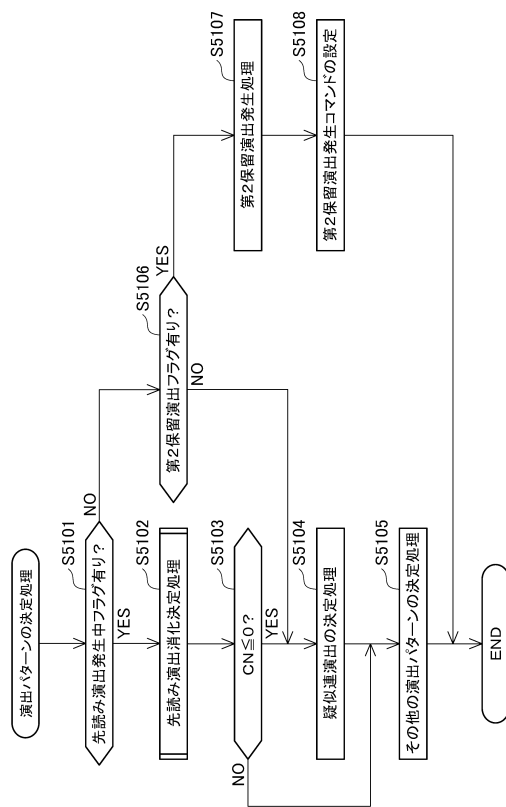 演出パターンの決定処理
S5101
先読み演出発生中フラグ有り?
NO
YES
S5102
先読み演出消化決定処理
S5103
CN≦0?
NO
YES
S5104
疑似連演出の決定処理
S5105
その他の演出パターンの決定処理
END
S5106
第2保留演出フラグ有り?
YES
NO
S5107
第2保留演出発生処理
S5108
第2保留演出発生コマンドの設定